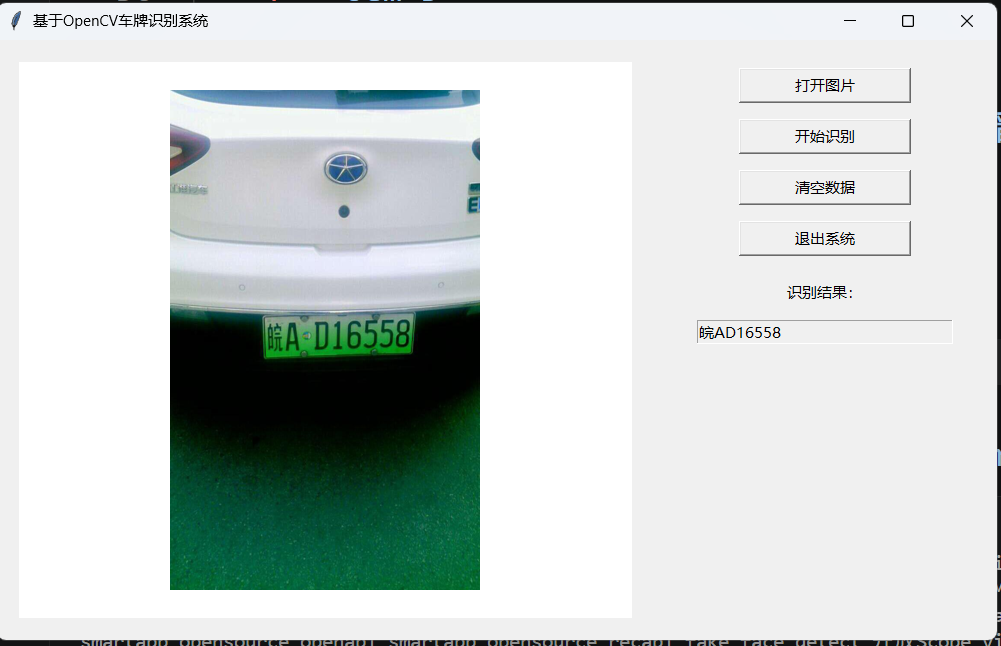 基于OpenCV车牌识别系统
打开图片
开始识别
清空数据
退出系统
识别结果:
皖AD16558
皖A·D16558